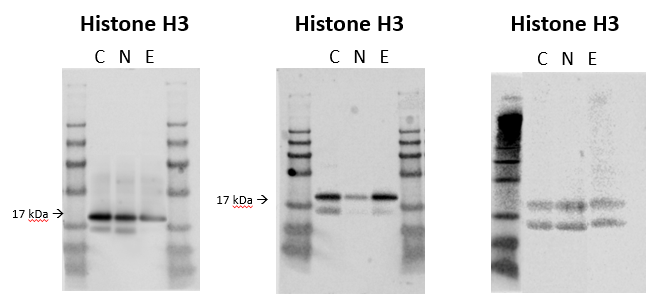 Histone H3 Histone H3 Histone H3
C N E C N E C N E
17 kDa
17 kDa